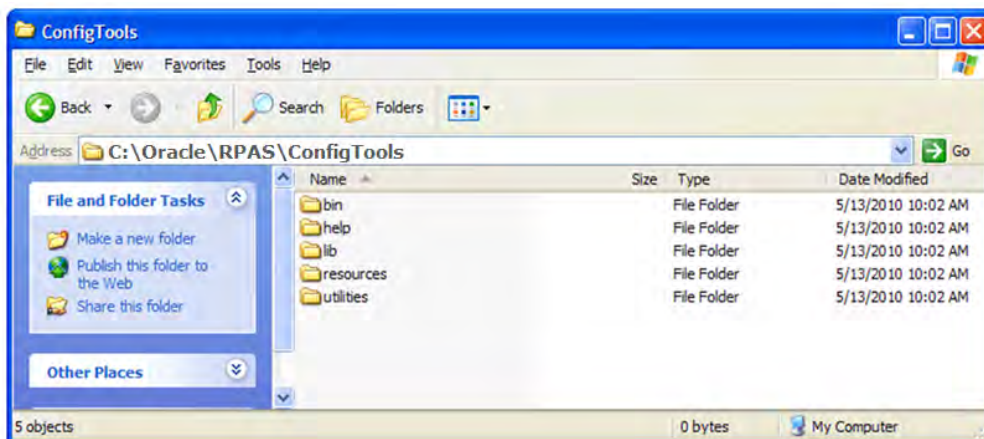 ConfigTools
File Edit View Favorites Tools Help
Back Search Folders
Address C:\Oracle\RPAS\ConfigTools Go
File and Folder Tasks
Make a new folder
Publish this folder to
the Web
Share this folder
Other Places
Name Size Type Date Modified
bin File Folder 5/13/2010 10:02 AM
help File Folder 5/13/2010 10:02 AM
lib File Folder 5/13/2010 10:02 AM
resources File Folder 5/13/2010 10:02 AM
utilities File Folder 5/13/2010 10:02 AM
5 objects 0 bytes My Computer